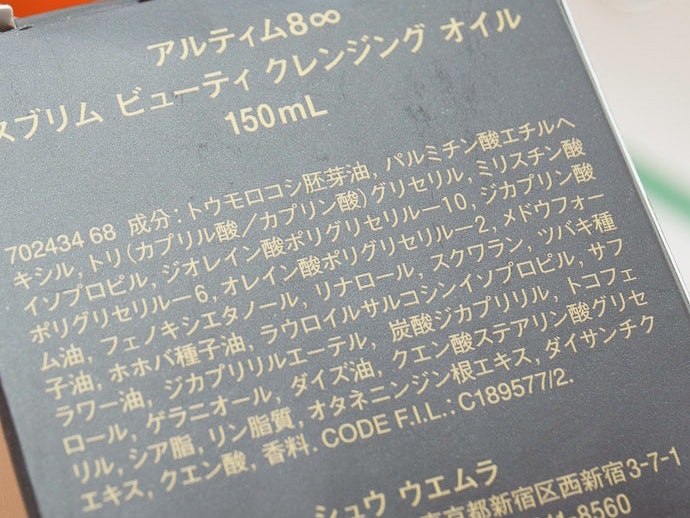 アルティム8∞
スブリム ビューティ クレンジング オイル
150mL
702434 68 成分：トウモロコシ胚芽油, パルミチン酸エチルヘ
キシル, トリ(カプリル酸／カプリン酸)グリセリル, ミリスチン酸
イソプロピル, ジオレイン酸ポリグリセリル－10, ジカプリン酸
ポリグリセリル－6, オレイン酸ポリグリセリル－2, メドウフォー
ム油, フェノキシエタノール, リナロール, スクワラン, ツバキ種
子油, ホホバ種子油, ラウロイルサルコシンイソプロピル, サフ
ラワー油, ジカプリリルエーテル, 炭酸ジカプリリル, トコフェ
ロール, ゲラニオール, ダイズ油, クエン酸ステアリン酸グリセ
リル, シア脂, リン脂質, オタネニンジン根エキス, ダイサンチク
エキス, クエン酸, 香料. CODE F.I.L.: C189577/2.
シュウ ウエムラ
東京都新宿区西新宿3-7-1
8560